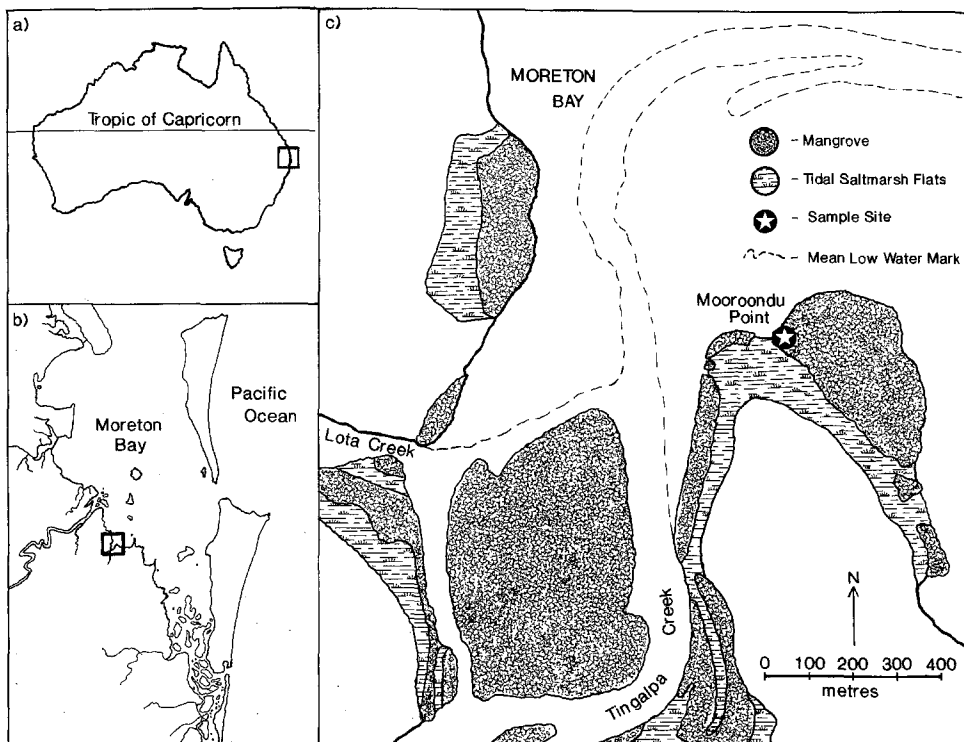 a)
Tropic of Capricorn
b)
Moreton
Bay
Pacific
Ocean
c)
MORETON
BAY
- Mangrove
- Tidal Saltmarsh Flats
- Sample Site
- Mean Low Water Mark
Mooroondu
Point
Lota Creek
Tingalpa Creek
N
0 100 200 300 400
metres